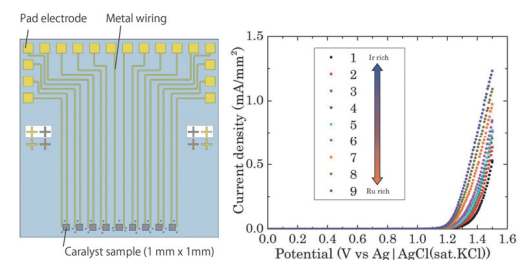 Pad electrode
Metal wiring
Caralyst sample (1 mm x 1mm)
Current density (mA/mm²)
1.5
1.0
0.5
0.0
1
2
3
4
5
6
7
8
9
Ir rich
Ru rich
0.0 0.2 0.4 0.6 0.8 1.0 1.2 1.4 1.6
Potential (V vs Ag|AgCl(sat.KCl)